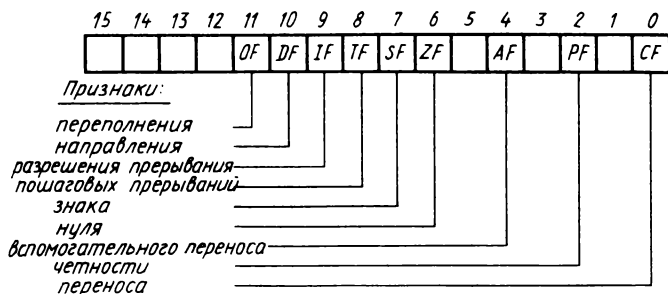 15 14 13 12 11 10 9 8 7 6 5 4 3 2 1 0
OF DF IF TF SF ZF AF PF CF
Признаки:
переполнения
направления
разрешения прерывания
пошаговых прерываний
знака
нуля
вспомогательного переноса
четности
переноса